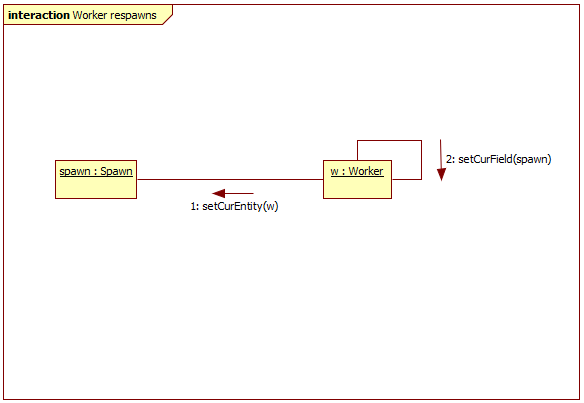 interaction Worker respawns
2: setCurField(spawn)
spawn : Spawn
w : Worker
1: setCurEntity(w)